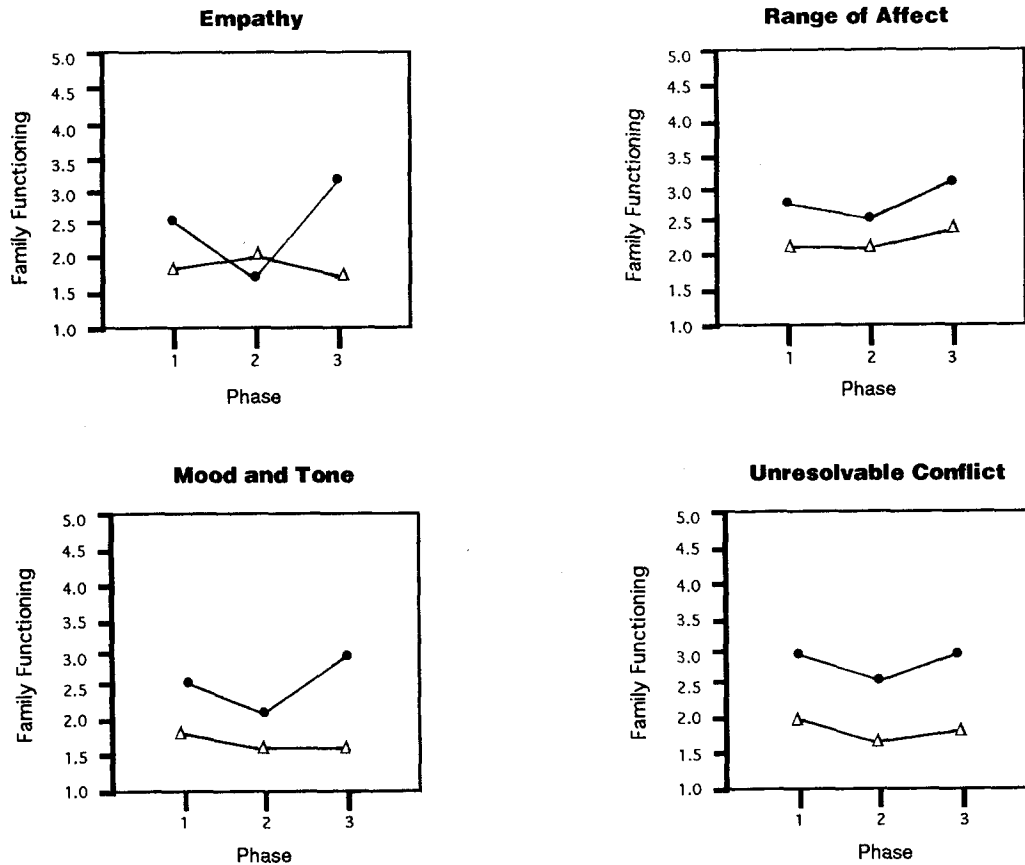 Empathy
5.0
4.5
4.0
3.5
3.0
2.5
2.0
1.5
1.0
Family Functioning
1 2 3
Phase
Range of Affect
5.0
4.5
4.0
3.5
3.0
2.5
2.0
1.5
1.0
Family Functioning
1 2 3
Phase
Mood and Tone
5.0
4.5
4.0
3.5
3.0
2.5
2.0
1.5
1.0
Family Functioning
1 2 3
Phase
Unresolvable Conflict
5.0
4.5
4.0
3.5
3.0
2.5
2.0
1.5
1.0
Family Functioning
1 2 3
Phase